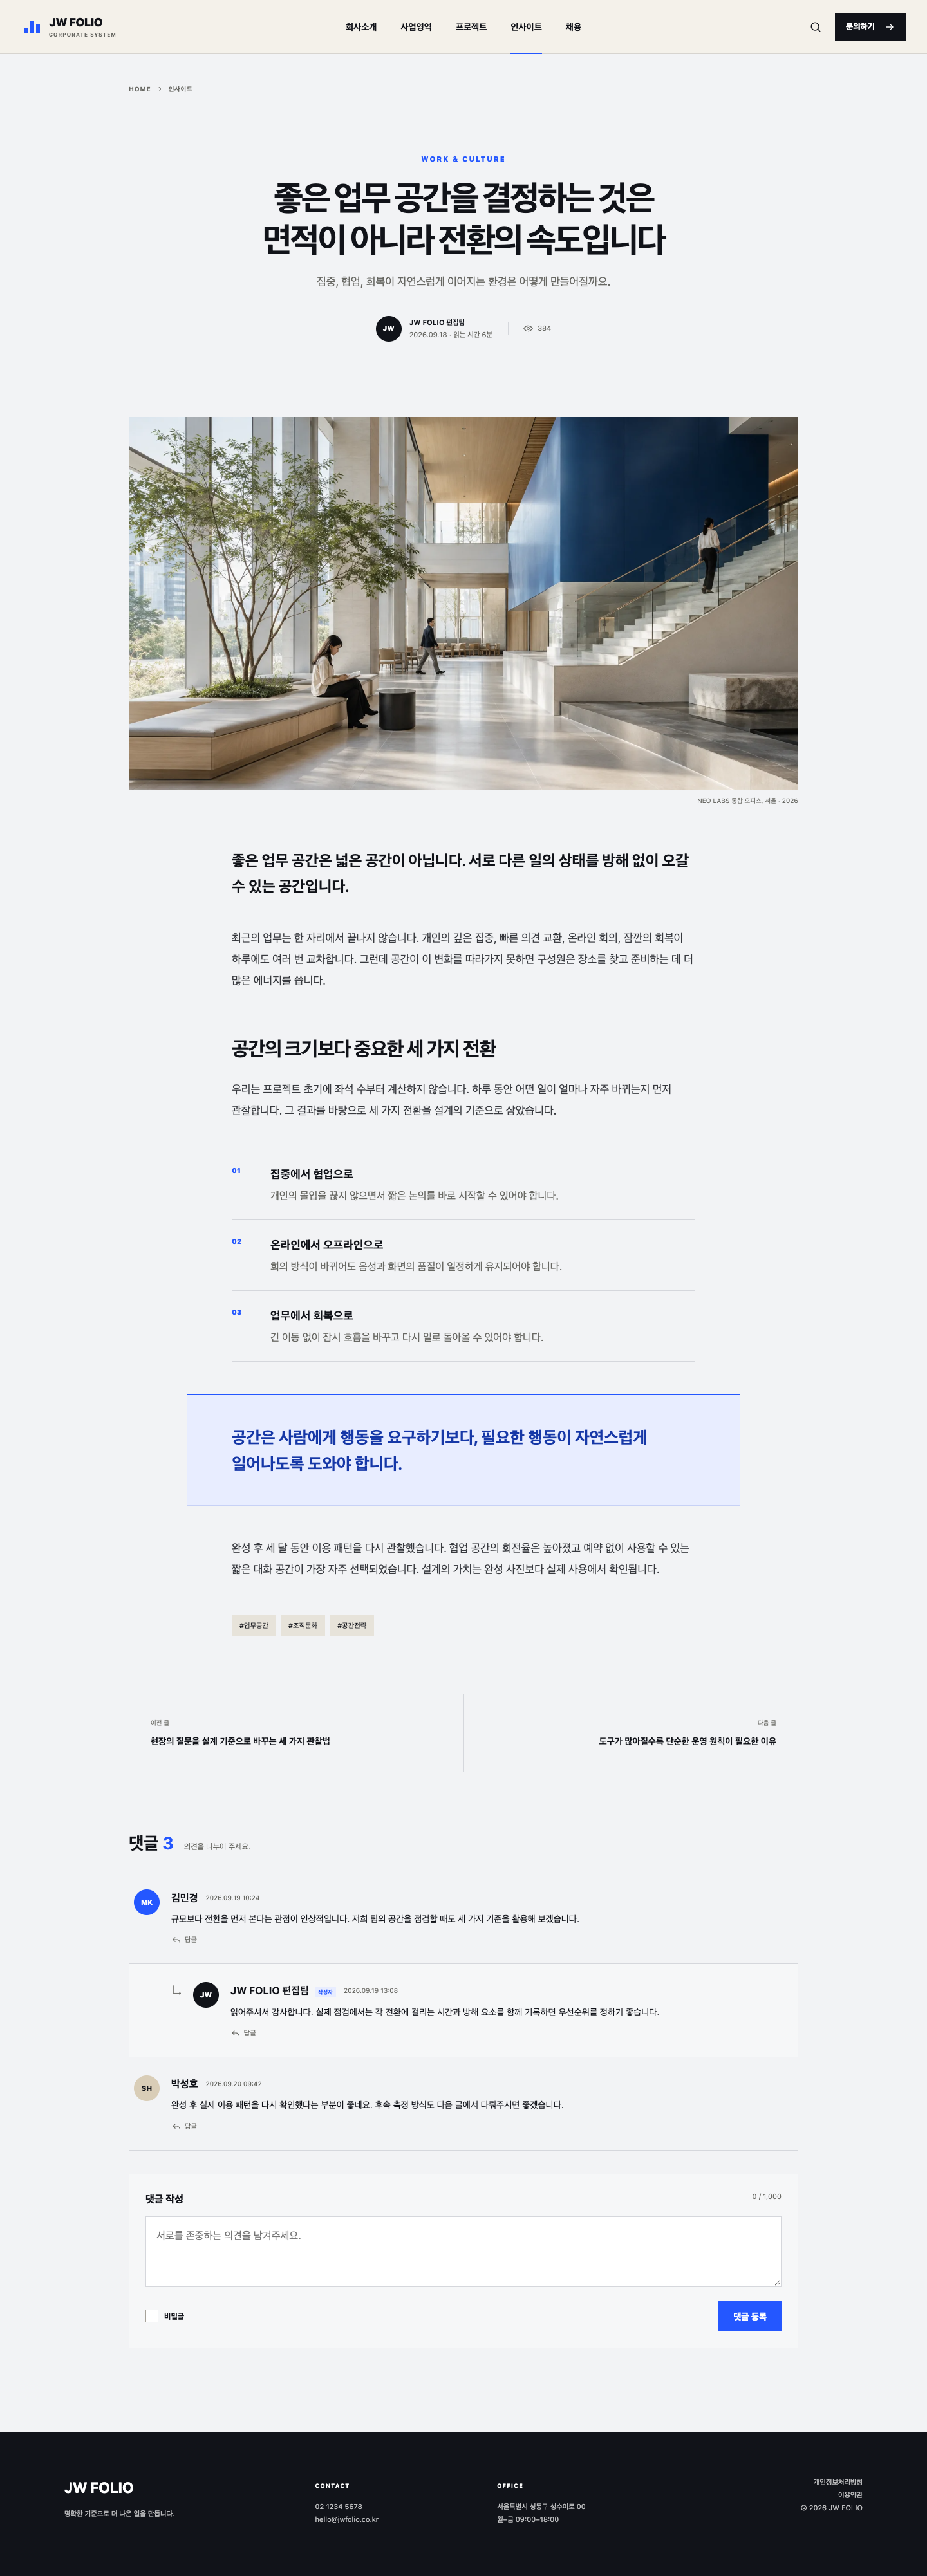 JW FOLIO
CORPORATE SYSTEM
회사소개
사업영역
프로젝트
인사이트
채용
문의하기
HOME
인사이트
WORK & CULTURE
좋은 업무 공간을 결정하는 것은
면적이 아니라 전환의 속도입니다
집중, 협업, 회복이 자연스럽게 이어지는 환경은 어떻게 만들어질까요.
JW
JW FOLIO 편집팀
2026.09.18 · 읽는 시간 6분
384
NEO LABS 통합 오피스, 서울 · 2026
좋은 업무 공간은 넓은 공간이 아닙니다. 서로 다른 일의 상태를 방해 없이 오갈
수 있는 공간입니다.
최근의 업무는 한 자리에서 끝나지 않습니다. 개인의 깊은 집중, 빠른 의견 교환, 온라인 회의, 잠깐의 회복이
하루에도 여러 번 교차합니다. 그런데 공간이 이 변화를 따라가지 못하면 구성원은 장소를 찾고 준비하는 데 더
많은 에너지를 씁니다.
공간의 크기보다 중요한 세 가지 전환
우리는 프로젝트 초기에 좌석 수부터 계산하지 않습니다. 하루 동안 어떤 일이 얼마나 자주 바뀌는지 먼저
관찰합니다. 그 결과를 바탕으로 세 가지 전환을 설계의 기준으로 삼았습니다.
01
집중에서 협업으로
개인의 몰입을 끊지 않으면서 짧은 논의를 바로 시작할 수 있어야 합니다.
02
온라인에서 오프라인으로
회의 방식이 바뀌어도 음성과 화면의 품질이 일정하게 유지되어야 합니다.
03
업무에서 회복으로
긴 이동 없이 잠시 호흡을 바꾸고 다시 일로 돌아올 수 있어야 합니다.
공간은 사람에게 행동을 요구하기보다, 필요한 행동이 자연스럽게
일어나도록 도와야 합니다.
완성 후 세 달 동안 이용 패턴을 다시 관찰했습니다. 협업 공간의 회전율은 높아졌고 예약 없이 사용할 수 있는
짧은 대화 공간이 가장 자주 선택되었습니다. 설계의 가치는 완성 사진보다 실제 사용에서 확인됩니다.
#업무공간
#조직문화
#공간전략
이전 글
현장의 질문을 설계 기준으로 바꾸는 세 가지 관찰법
다음 글
도구가 많아질수록 단순한 운영 원칙이 필요한 이유
댓글 3
의견을 나누어 주세요.
MK
김민경 2026.09.19 10:24
규모보다 전환을 먼저 본다는 관점이 인상적입니다. 저희 팀의 공간을 점검할 때도 세 가지 기준을 활용해 보겠습니다.
답글
JW
JW FOLIO 편집팀 작성자 2026.09.19 13:08
읽어주셔서 감사합니다. 실제 점검에서는 각 전환에 걸리는 시간과 방해 요소를 함께 기록하면 우선순위를 정하기 좋습니다.
답글
SH
박성호 2026.09.20 09:42
완성 후 실제 이용 패턴을 다시 확인했다는 부분이 좋네요. 후속 측정 방식도 다음 글에서 다뤄주시면 좋겠습니다.
답글
댓글 작성
0 / 1,000
서로를 존중하는 의견을 남겨주세요.
비밀글
댓글 등록
JW FOLIO
명확한 기준으로 더 나은 일을 만듭니다.
CONTACT
02 1234 5678
hello@jwfolio.co.kr
OFFICE
서울특별시 성동구 성수이로 00
월–금 09:00–18:00
개인정보처리방침
이용약관
© 2026 JW FOLIO